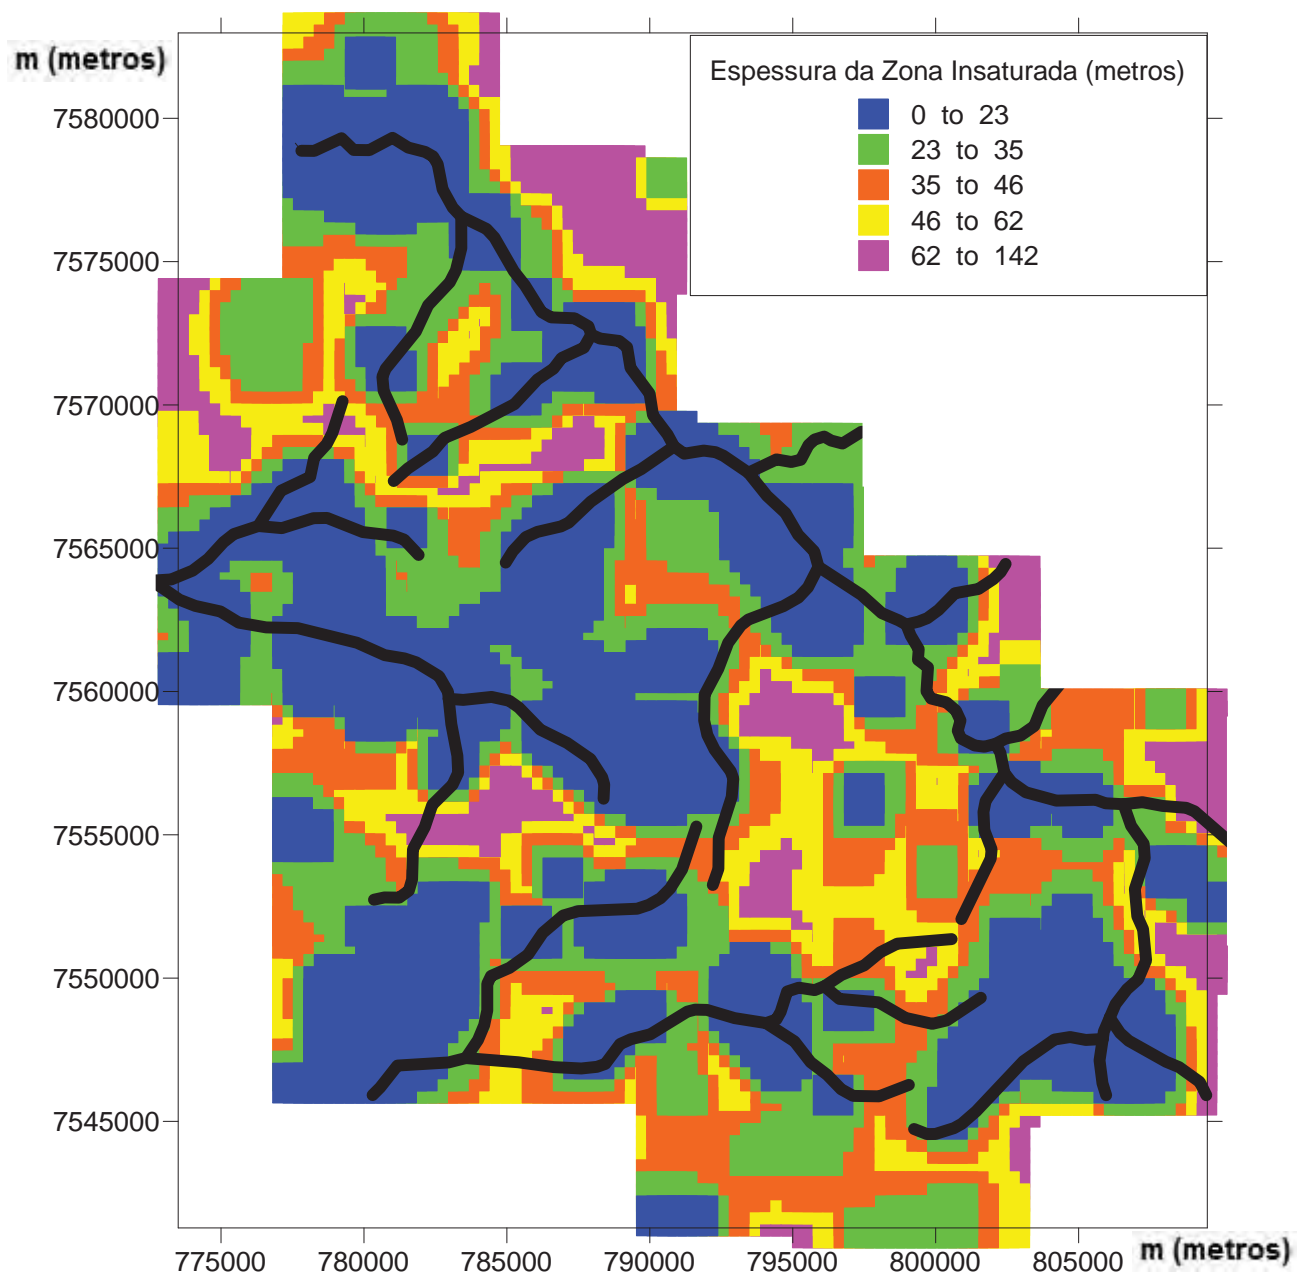 m (metros)
Espessura da Zona Insaturada (metros)
0 to 23
23 to 35
35 to 46
46 to 62
62 to 142
7580000
7575000
7570000
7565000
7560000
7555000
7550000
7545000
775000 780000 785000 790000 795000 800000 805000
m (metros)